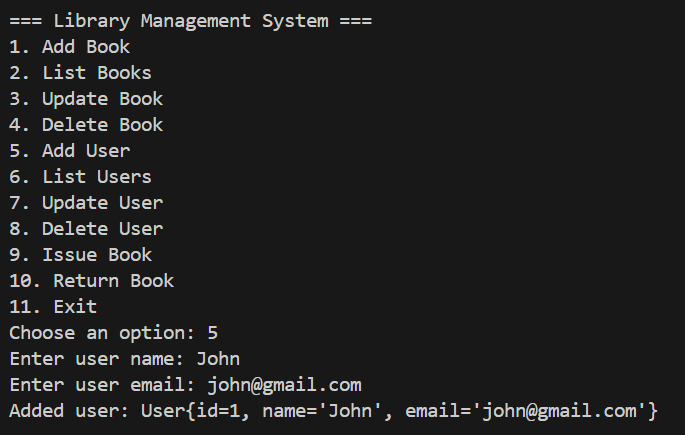 === Library Management System ===
1. Add Book
2. List Books
3. Update Book
4. Delete Book
5. Add User
6. List Users
7. Update User
8. Delete User
9. Issue Book
10. Return Book
11. Exit
Choose an option: 5
Enter user name: John
Enter user email: john@gmail.com
Added user: User{id=1, name='John', email='john@gmail.com'}